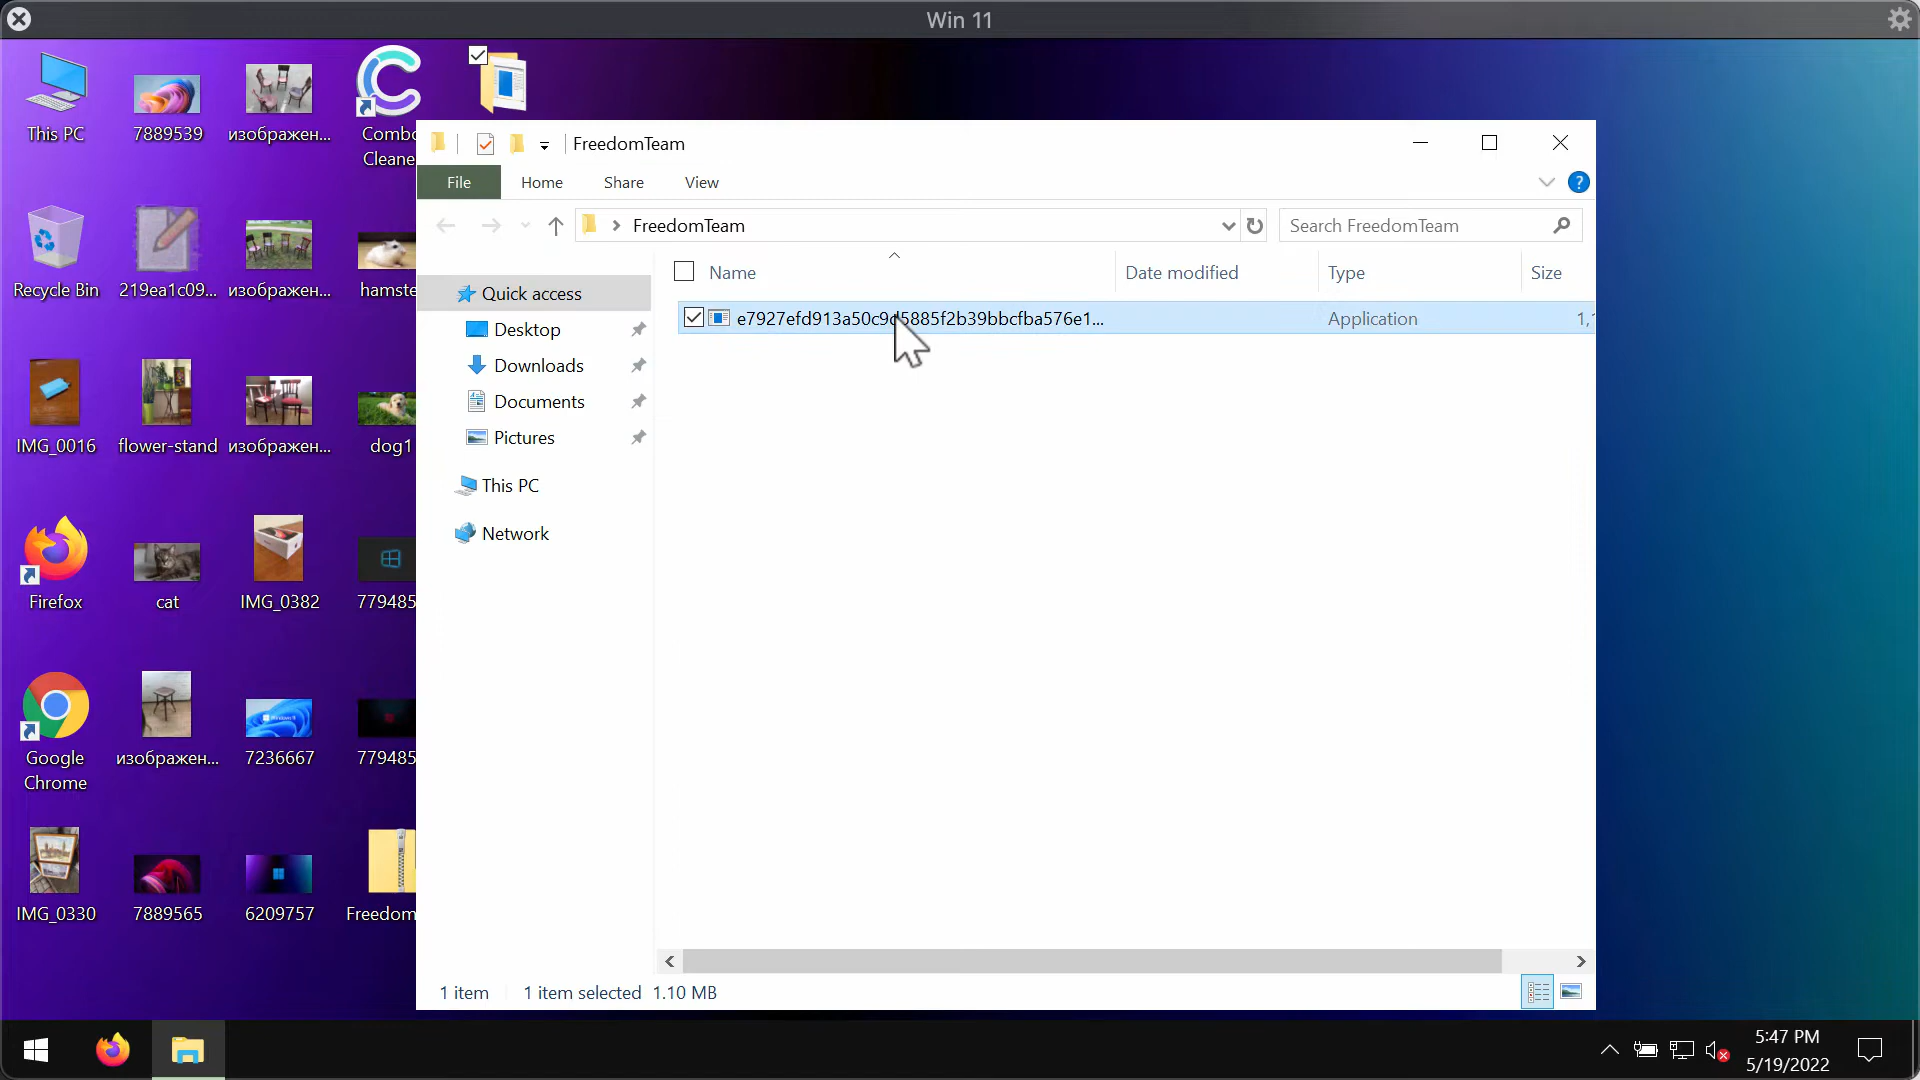 Win 11
This PC
7889539
изображен...
Combo
Cleane
Recycle Bin
219ea1c09...
изображен...
hamste
IMG_0016
flower-stand
изображен...
dog1
Firefox
cat
IMG_0382
779485
Google
Chrome
изображен...
7236667
779485
IMG_0330
7889565
6209757
Freedom
FreedomTeam
File
Home
Share
View
FreedomTeam
Search FreedomTeam
Quick access
Desktop
Downloads
Documents
Pictures
This PC
Network
Name
Date modified
Type
Size
e7927efd913a50c9d5885f2b39bbcfba576e1...
Application
1,1
1 item
1 item selected 1.10 MB
5:47 PM
5/19/2022